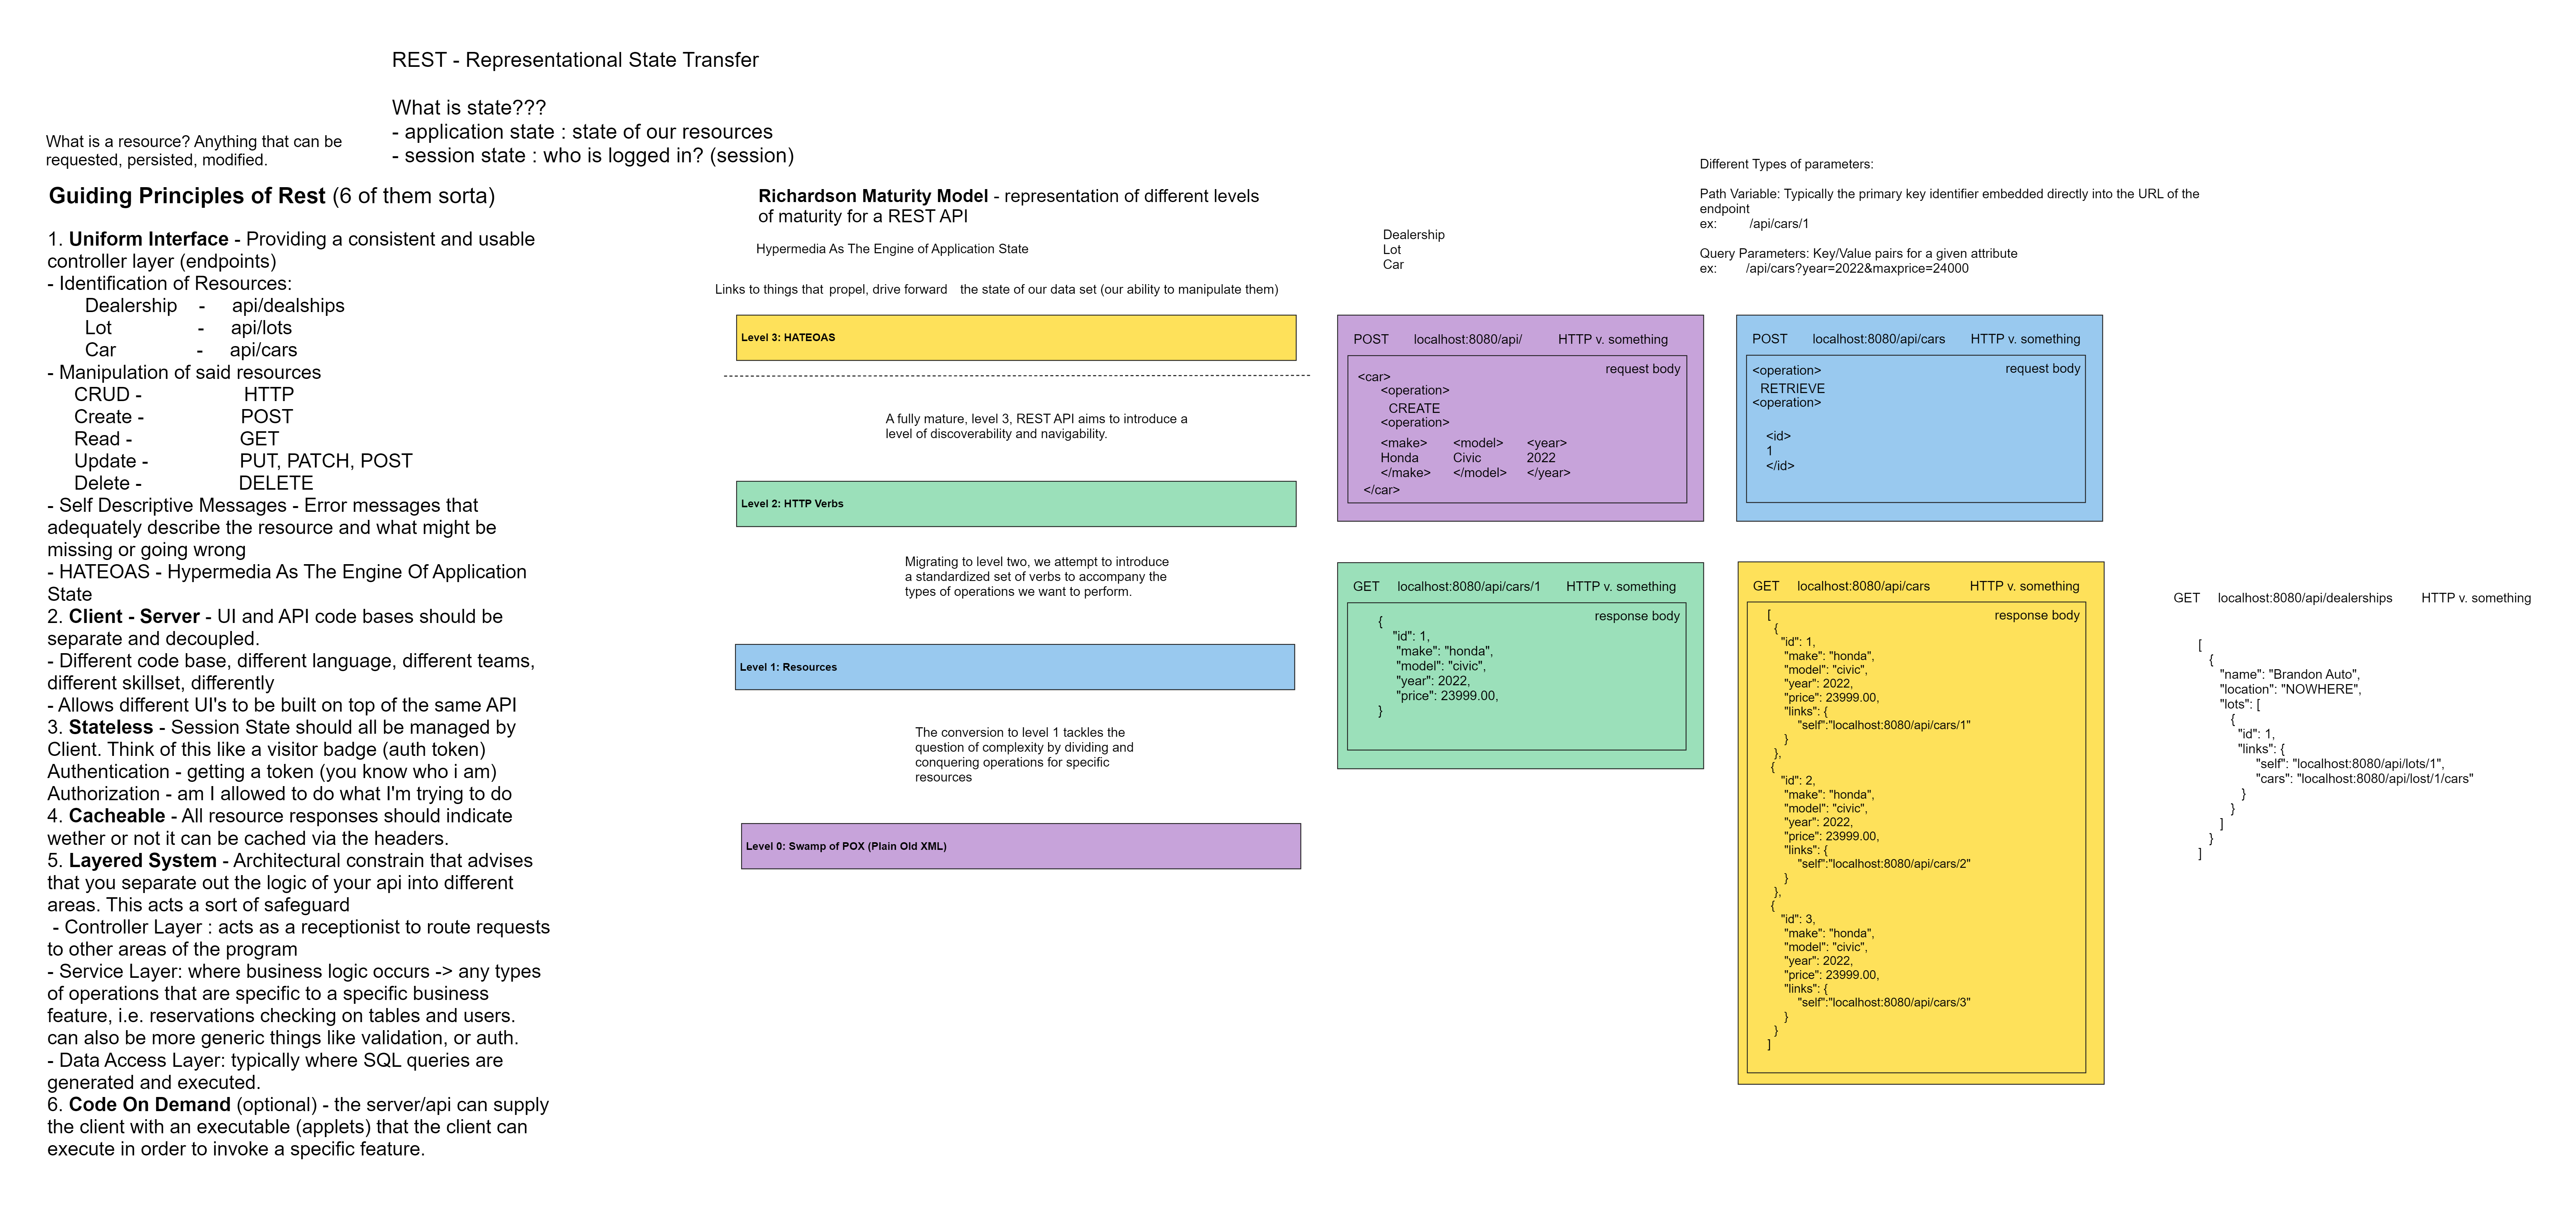 REST - Representational State Transfer
What is state???
- application state : state of our resources
- session state : who is logged in? (session)
What is a resource? Anything that can be
requested, persisted, modified.
Guiding Principles of Rest (6 of them sorta)
1. Uniform Interface - Providing a consistent and usable
controller layer (endpoints)
- Identification of Resources:
Dealership - api/dealships
Lot - api/lots
Car - api/cars
- Manipulation of said resources
CRUD - HTTP
Create - POST
Read - GET
Update - PUT, PATCH, POST
Delete - DELETE
- Self Descriptive Messages - Error messages that
adequately describe the resource and what might be
missing or going wrong
- HATEOAS - Hypermedia As The Engine Of Application
State
2. Client - Server - UI and API code bases should be
separate and decoupled.
- Different code base, different language, different teams,
different skillset, differently
- Allows different UI's to be built on top of the same API
3. Stateless - Session State should all be managed by
Client. Think of this like a visitor badge (auth token)
Authentication - getting a token (you know who i am)
Authorization - am I allowed to do what I'm trying to do
4. Cacheable - All resource responses should indicate
wether or not it can be cached via the headers.
5. Layered System - Architectural constrain that advises
that you separate out the logic of your api into different
areas. This acts a sort of safeguard
- Controller Layer : acts as a receptionist to route requests
to other areas of the program
- Service Layer: where business logic occurs -> any types
of operations that are specific to a specific business
feature, i.e. reservations checking on tables and users.
can also be more generic things like validation, or auth.
- Data Access Layer: typically where SQL queries are
generated and executed.
6. Code On Demand (optional) - the server/api can supply
the client with an executable (applets) that the client can
execute in order to invoke a specific feature.
Richardson Maturity Model - representation of different levels
of maturity for a REST API
Hypermedia As The Engine of Application State
Links to things that propel, drive forward the state of our data set (our ability to manipulate them)
Level 3: HATEOAS
A fully mature, level 3, REST API aims to introduce a
level of discoverability and navigability.
Level 2: HTTP Verbs
Migrating to level two, we attempt to introduce
a standardized set of verbs to accompany the
types of operations we want to perform.
Level 1: Resources
The conversion to level 1 tackles the
question of complexity by dividing and
conquering operations for specific
resources
Level 0: Swamp of POX (Plain Old XML)
Dealership
Lot
Car
Different Types of parameters:
Path Variable: Typically the primary key identifier embedded directly into the URL of the
endpoint
ex: /api/cars/1
Query Parameters: Key/Value pairs for a given attribute
ex: /api/cars?year=2022&maxprice=24000
POST localhost:8080/api/ HTTP v. something
request body
<car>
<operation>
CREATE
<operation>
<make> <model> <year>
Honda Civic 2022
</make> </model> </year>
</car>
POST localhost:8080/api/cars HTTP v. something
request body
<operation>
RETRIEVE
<operation>
<id>
1
</id>
GET localhost:8080/api/cars/1 HTTP v. something
response body
{
"id": 1,
"make": "honda",
"model": "civic",
"year": 2022,
"price": 23999.00,
}
GET localhost:8080/api/cars HTTP v. something
response body
[
{
"id": 1,
"make": "honda",
"model": "civic",
"year": 2022,
"price": 23999.00,
"links": {
"self":"localhost:8080/api/cars/1"
}
},
{
"id": 2,
"make": "honda",
"model": "civic",
"year": 2022,
"price": 23999.00,
"links": {
"self":"localhost:8080/api/cars/2"
}
},
{
"id": 3,
"make": "honda",
"model": "civic",
"year": 2022,
"price": 23999.00,
"links": {
"self":"localhost:8080/api/cars/3"
}
}
]
GET localhost:8080/api/dealerships HTTP v. something
[
{
"name": "Brandon Auto",
"location": "NOWHERE",
"lots": [
{
"id": 1,
"links": {
"self": "localhost:8080/api/lots/1",
"cars": "localhost:8080/api/lost/1/cars"
}
}
]
}
]